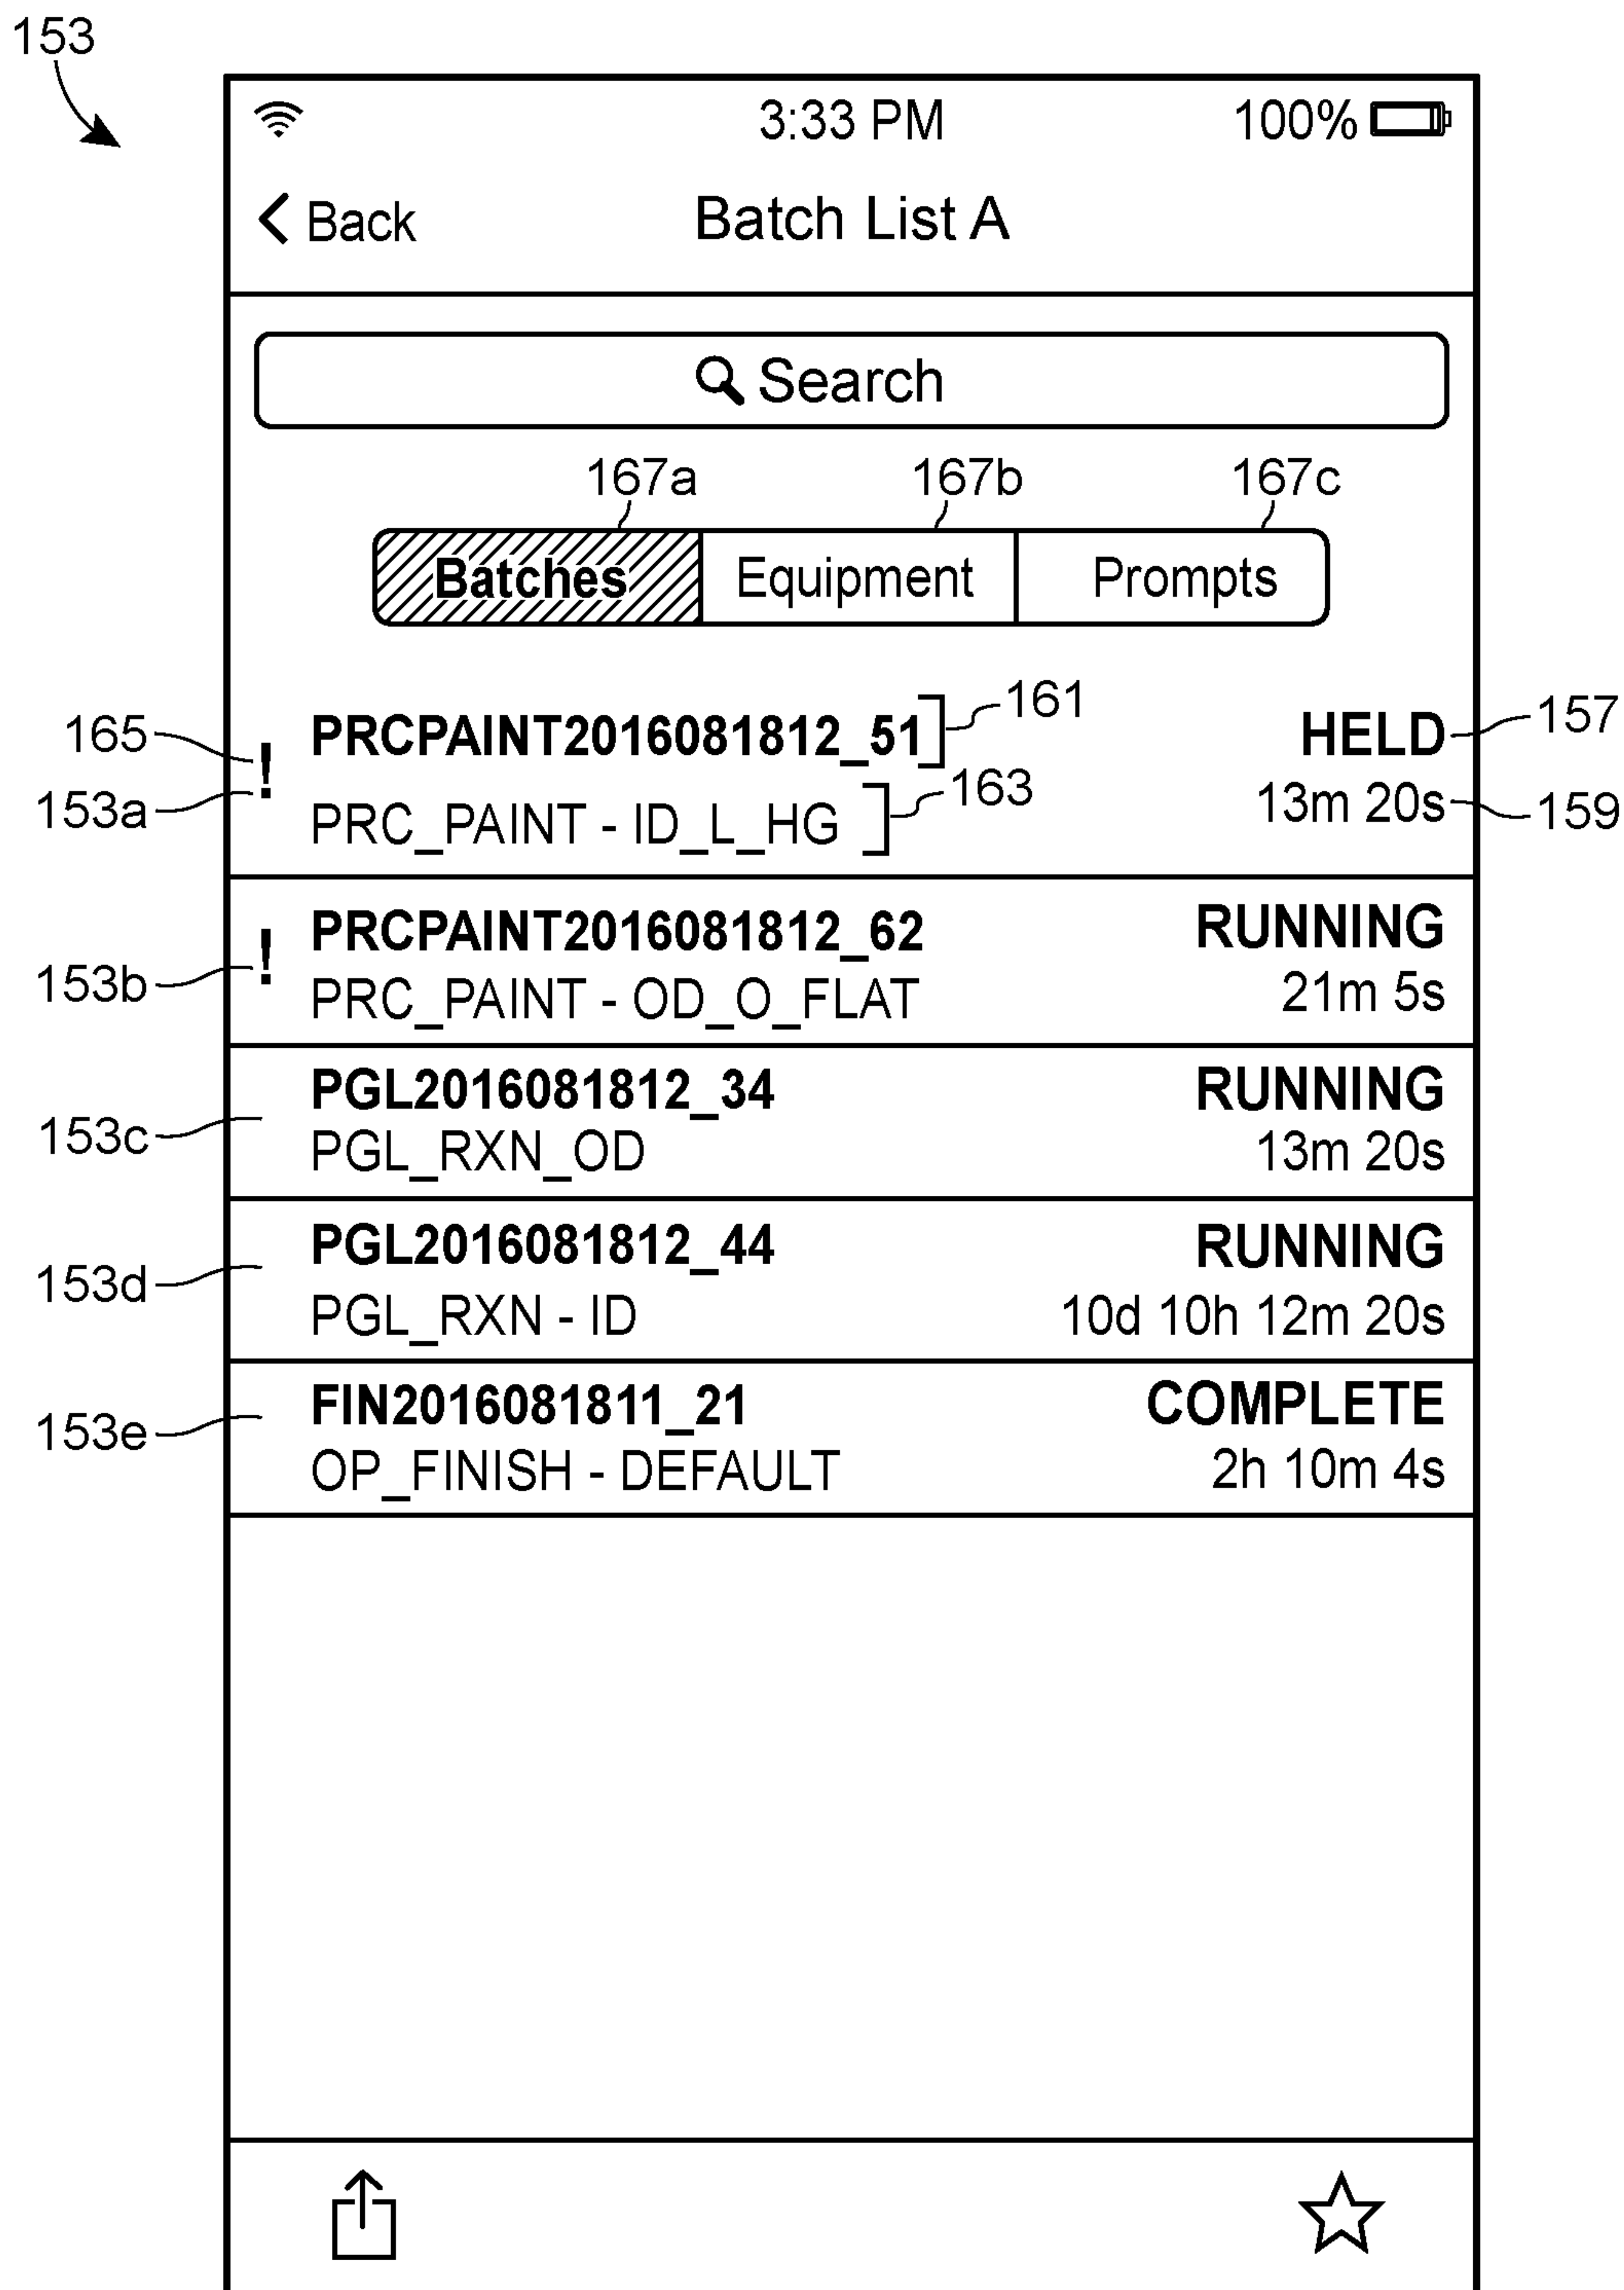 153
3:33 PM 100%
Back Batch List A
Search
167a 167b 167c
Batches Equipment Prompts
165 PRCPAINT2016081812_51 161 HELD 157
153a ! PRC_PAINT - ID_L_HG 163 13m 20s 159
153b ! PRCPAINT2016081812_62 RUNNING
PRC_PAINT - OD_O_FLAT 21m 5s
153c PGL2016081812_34 RUNNING
PGL_RXN_OD 13m 20s
153d PGL2016081812_44 RUNNING
PGL_RXN - ID 10d 10h 12m 20s
153e FIN2016081811_21 COMPLETE
OP_FINISH - DEFAULT 2h 10m 4s